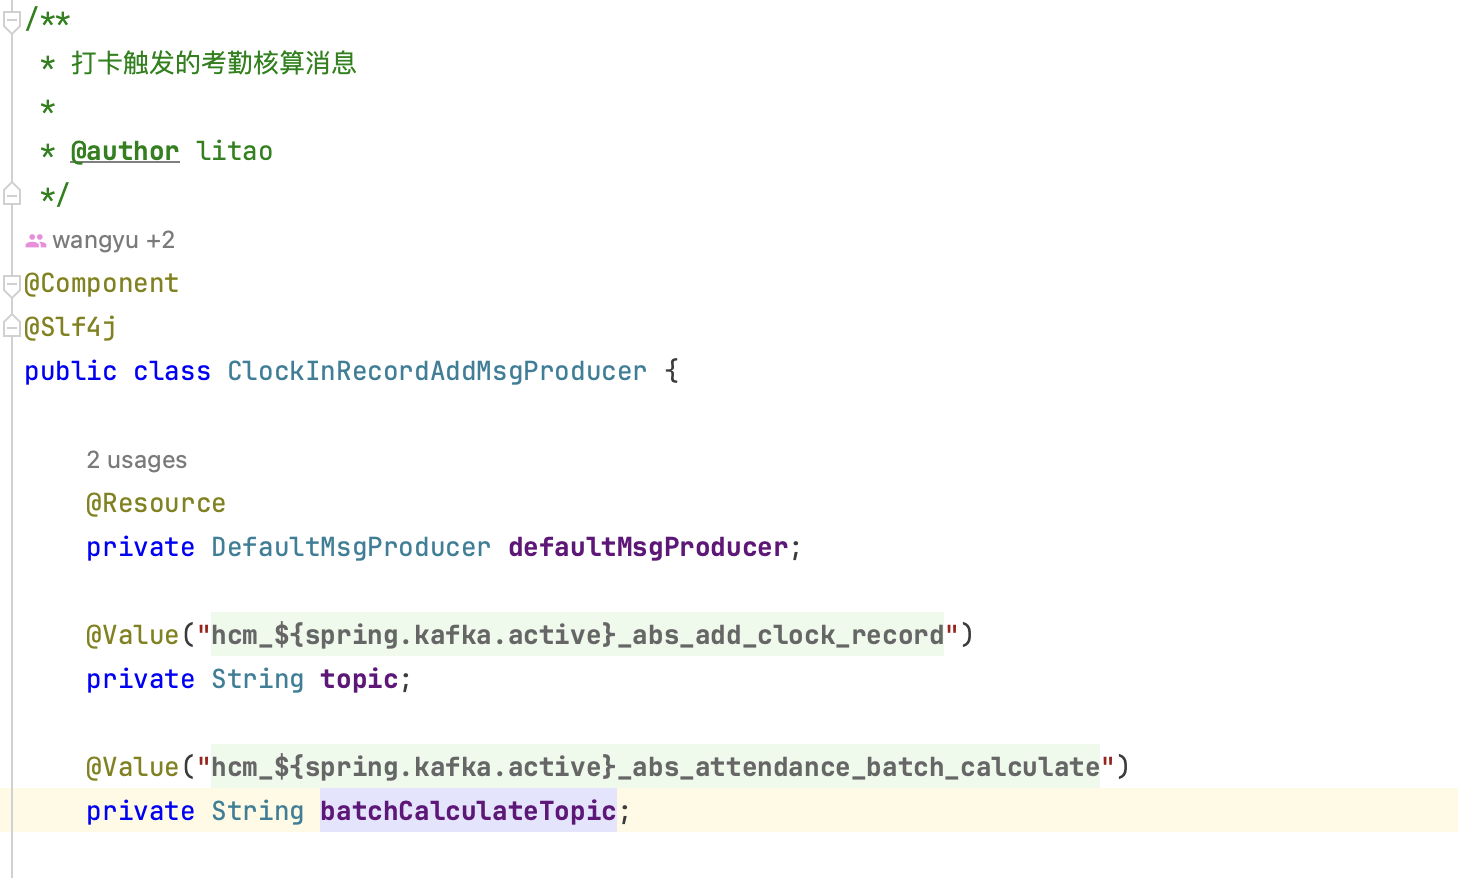 /**
 * 打卡触发的考勤核算消息
 *
 * @author litao
 */
wangyu +2
@Component
@Slf4j
public class ClockInRecordAddMsgProducer {
2 usages
@Resource
private DefaultMsgProducer defaultMsgProducer;
@Value("hcm_${spring.kafka.active}_abs_add_clock_record")
private String topic;
@Value("hcm_${spring.kafka.active}_abs_attendance_batch_calculate")
private String batchCalculateTopic;